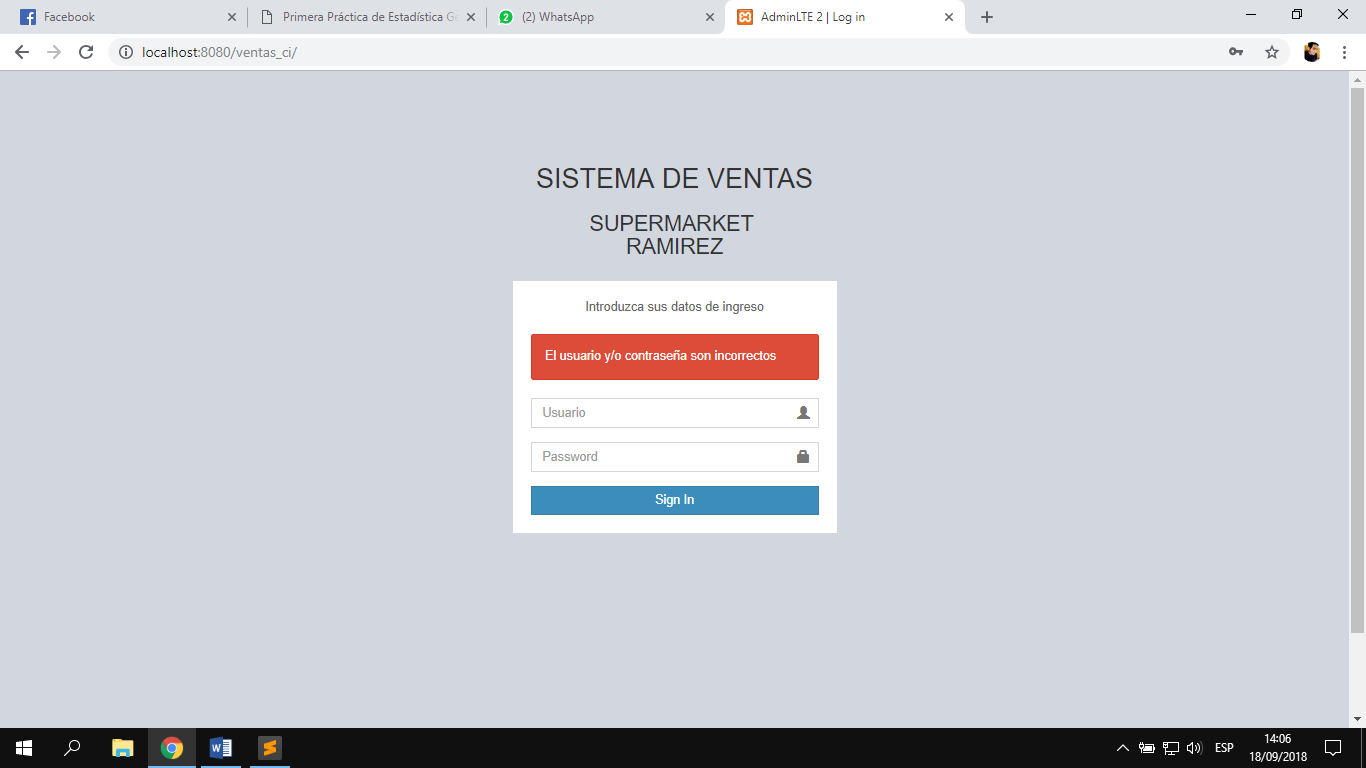 Facebook
Primera Práctica de Estadística Ge
2
(2) WhatsApp
AdminLTE 2 | Log in
localhost:8080/ventas_ci/
SISTEMA DE VENTAS
SUPERMARKET
RAMIREZ
Introduzca sus datos de ingreso
El usuario y/o contraseña son incorrectos
Usuario
Password
Sign In
ESP
14:06
18/09/2018